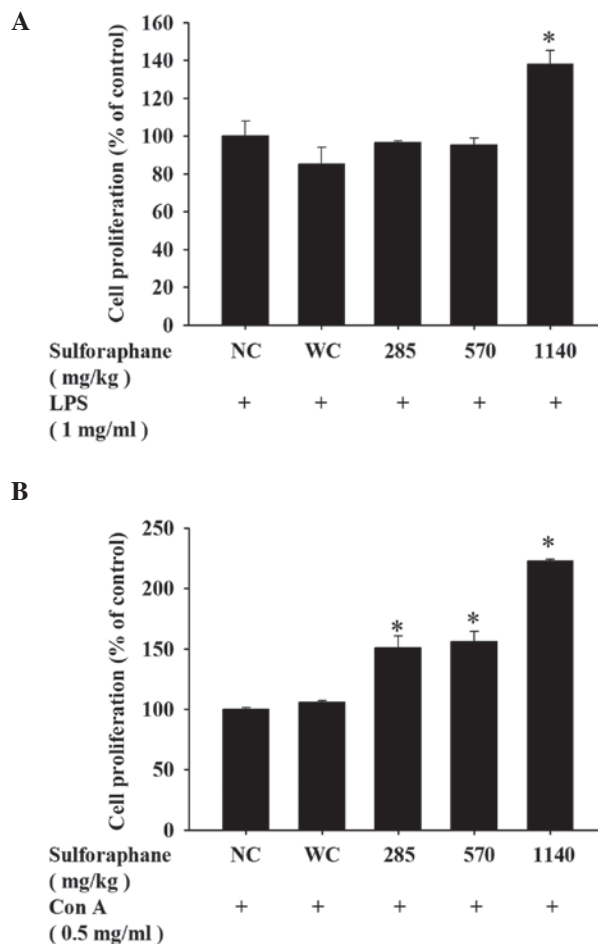 A
Cell proliferation (% of control)
160
140
120
100
80
60
40
20
0
*
Sulforaphane NC WC 285 570 1140
( mg/kg )
LPS + + + + +
( 1 mg/ml )
B
Cell proliferation (% of control)
250
200
150
100
50
0
* * *
Sulforaphane NC WC 285 570 1140
( mg/kg )
Con A + + + + +
( 0.5 mg/ml )